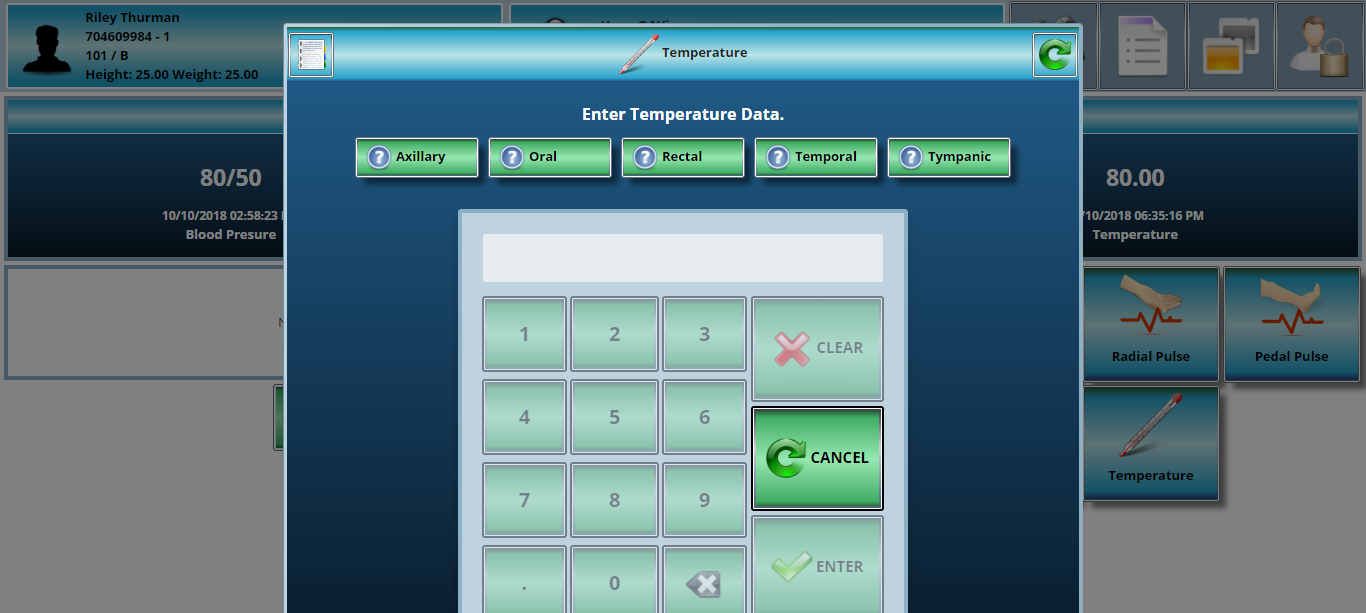 Riley Thurman
704609984 - 1
101 / B
Height: 25.00 Weight: 25.00
Temperature
Enter Temperature Data.
Axillary
Oral
Rectal
Temporal
Tympanic
80/50
10/10/2018 02:58:23
Blood Presure
80.00
/10/2018 06:35:16 PM
Temperature
1
2
3
CLEAR
4
5
6
CANCEL
7
8
9
.
0
ENTER
Radial Pulse
Pedal Pulse
Temperature